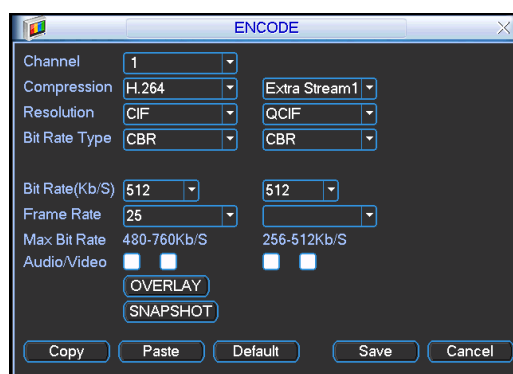 ENCODE
Channel 1
Compression H.264 Extra Stream1
Resolution CIF QCIF
Bit Rate Type CBR CBR
Bit Rate(Kb/S) 512 512
Frame Rate 25
Max Bit Rate 480-760Kb/S 256-512Kb/S
Audio/Video
OVERLAY
SNAPSHOT
Copy Paste Default Save Cancel